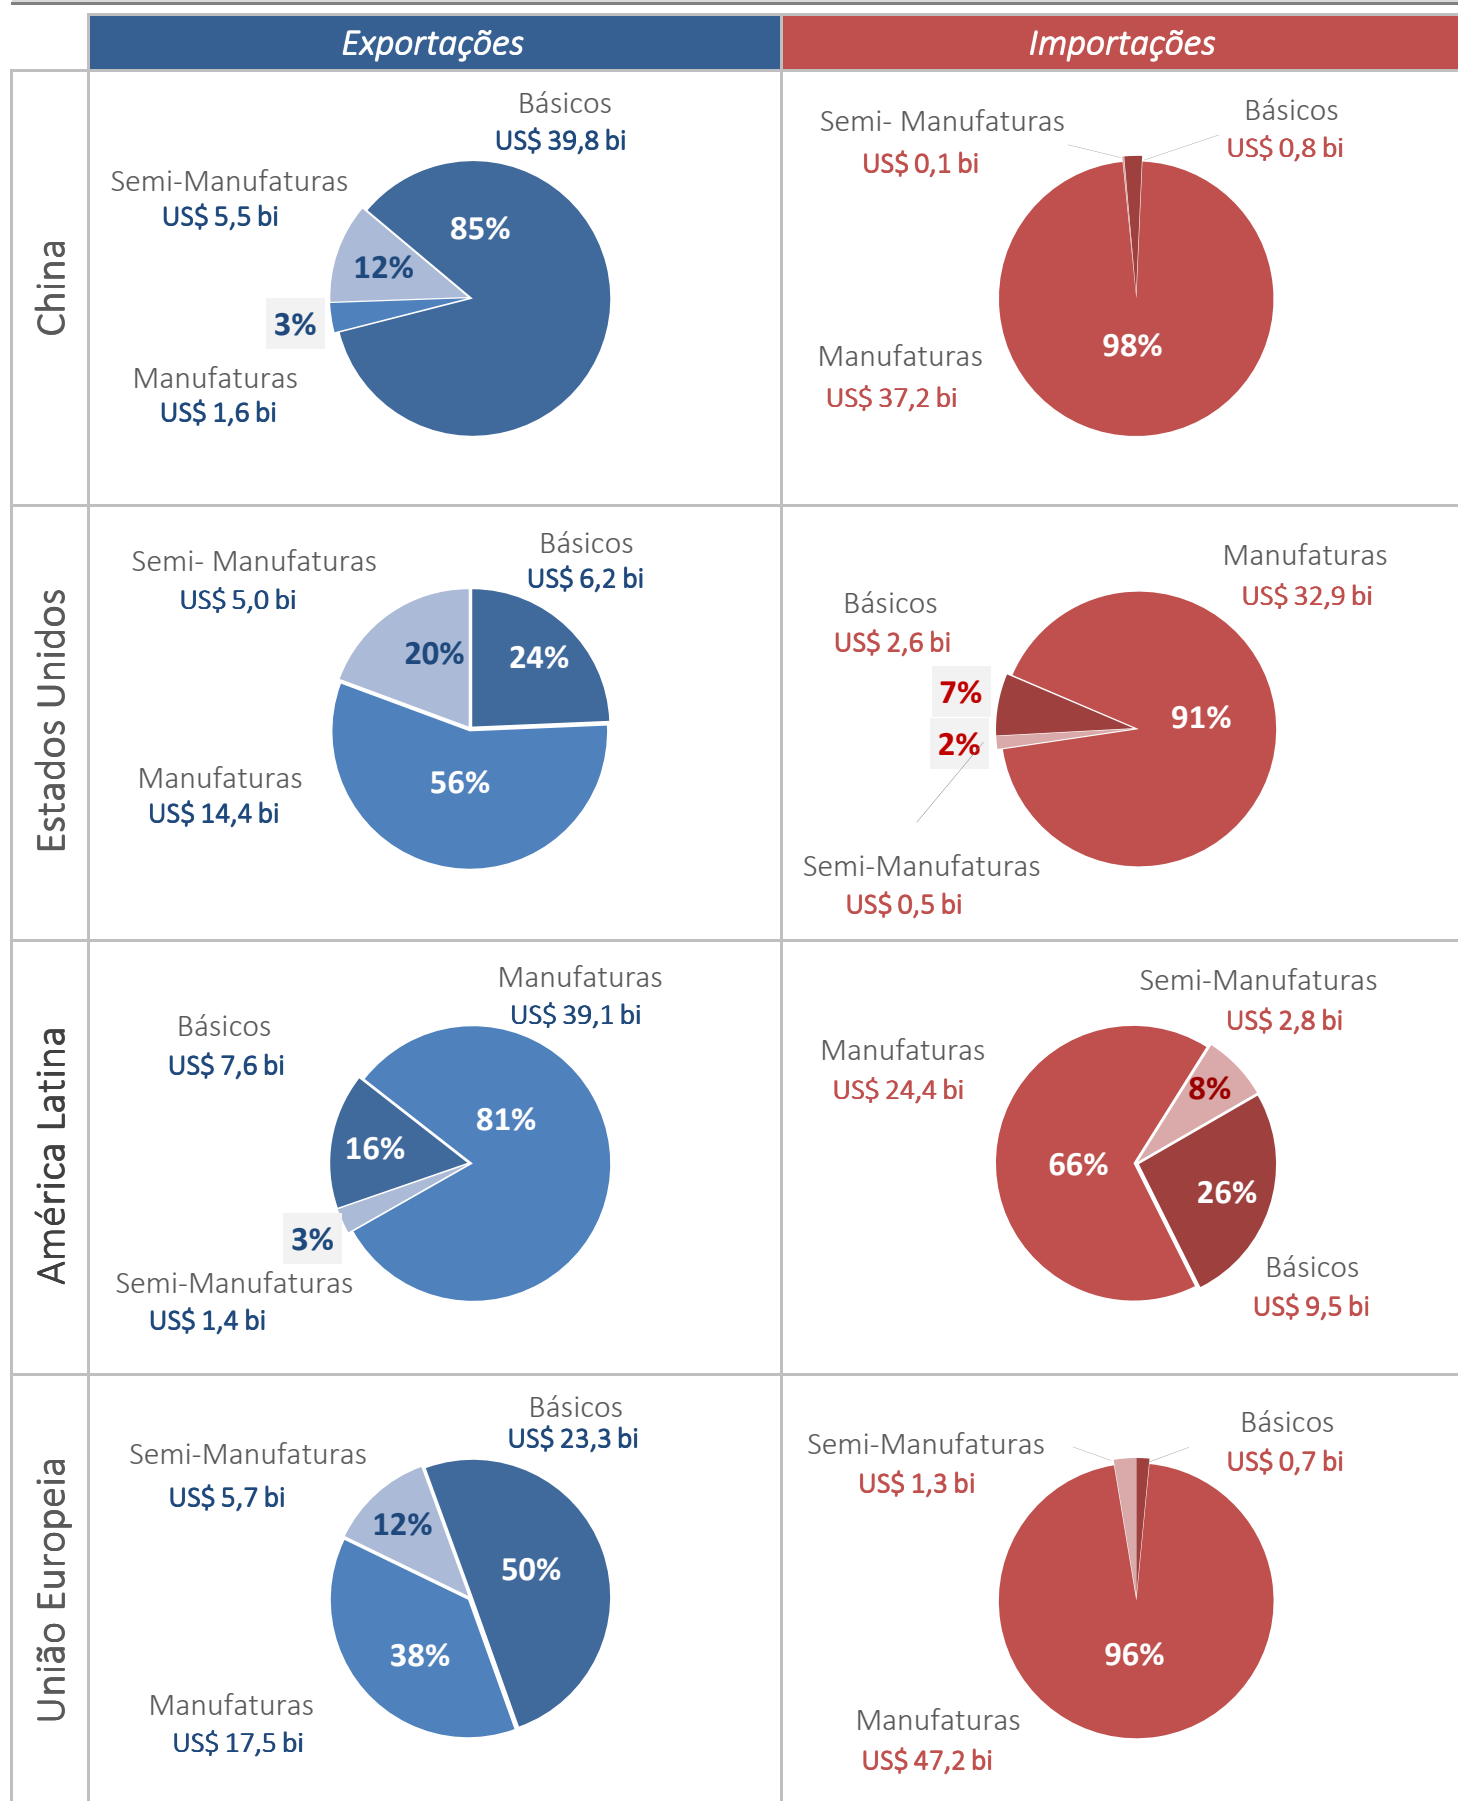 Exportações
Importações
China
Básicos
US$ 39,8 bi
Semi-Manufaturas
US$ 5,5 bi
85%
12%
3%
Manufaturas
US$ 1,6 bi
Semi- Manufaturas
US$ 0,1 bi
Básicos
US$ 0,8 bi
Manufaturas
US$ 37,2 bi
98%
Estados Unidos
Semi- Manufaturas
US$ 5,0 bi
Básicos
US$ 6,2 bi
20%
24%
Manufaturas
US$ 14,4 bi
56%
Manufaturas
US$ 32,9 bi
Básicos
US$ 2,6 bi
7%
91%
2%
Semi-Manufaturas
US$ 0,5 bi
América Latina
Manufaturas
US$ 39,1 bi
Básicos
US$ 7,6 bi
81%
16%
3%
Semi-Manufaturas
US$ 1,4 bi
Semi-Manufaturas
US$ 2,8 bi
Manufaturas
US$ 24,4 bi
8%
66%
26%
Básicos
US$ 9,5 bi
União Europeia
Básicos
US$ 23,3 bi
Semi-Manufaturas
US$ 5,7 bi
12%
50%
38%
Manufaturas
US$ 17,5 bi
Básicos
US$ 0,7 bi
Semi-Manufaturas
US$ 1,3 bi
96%
Manufaturas
US$ 47,2 bi